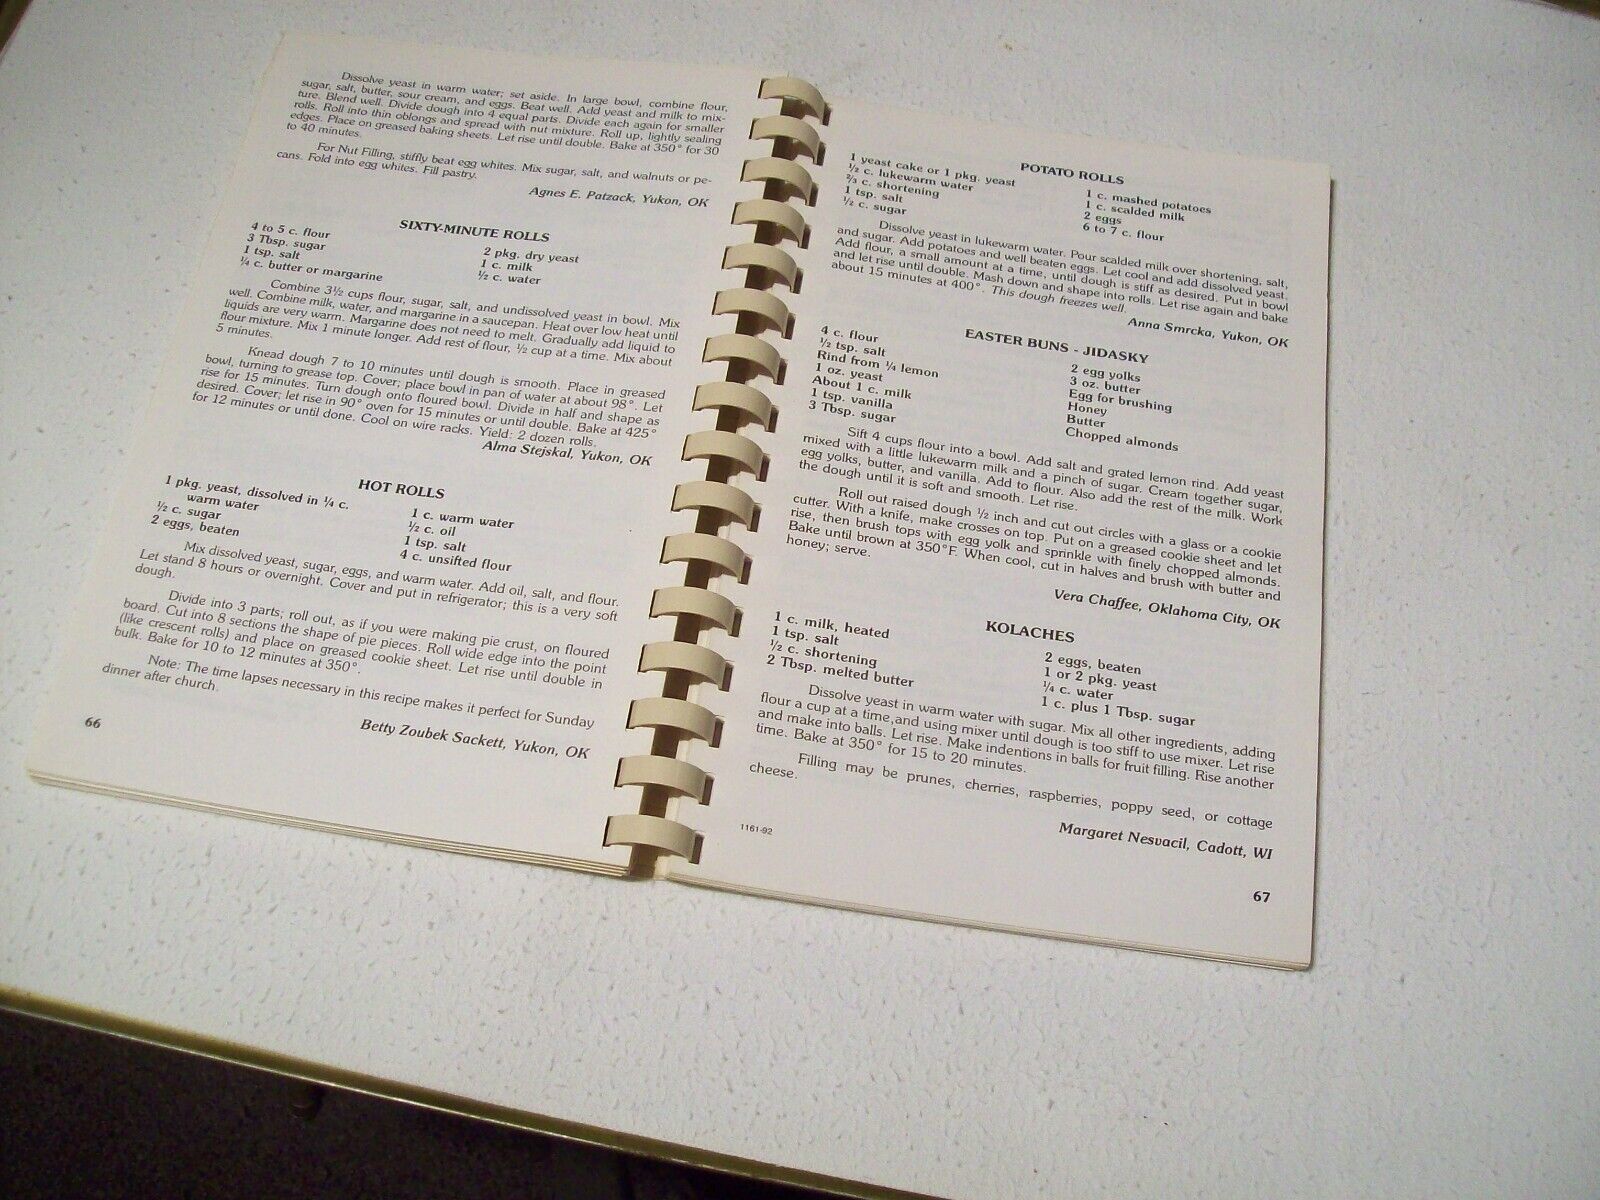 Dissolve yeast in warm water; set aside. In large bowl, combine flour,
sugar, salt, butter, sour cream, and eggs. Beat well. Add yeast and milk to mix-
ture. Blend well. Divide dough into 4 equal parts. Divide each again for smaller
rolls. Roll into thin oblongs and spread with nut mixture. Roll up, lightly sealing
edges. Place on greased baking sheets. Let rise until double. Bake at 350° for 30
to 40 minutes.
For Nut Filling, stiffly beat egg whites. Mix sugar, salt, and walnuts or pe-
cans. Fold into egg whites. Fill pastry.
Agnes E. Patzack, Yukon, OK
SIXTY-MINUTE ROLLS
4 to 5 c. flour
3 Tbsp. sugar
1 tsp. salt
¼ c. butter or margarine
2 pkg. dry yeast
1 c. milk
½ c. water
Combine 3½ cups flour, sugar, salt, and undissolved yeast in bowl. Mix
well. Combine milk, water, and margarine in a saucepan. Heat over low heat until
liquids are very warm. Margarine does not need to melt. Gradually add liquid to
flour mixture. Mix 1 minute longer. Add rest of flour, ½ cup at a time. Mix about
5 minutes.
Knead dough 7 to 10 minutes until dough is smooth. Place in greased
bowl, turning to grease top. Cover; place bowl in pan of water at about 98°. Let
rise for 15 minutes. Turn dough onto floured bowl. Divide in half and shape as
desired. Cover; let rise in 90° oven for 15 minutes or until double. Bake at 425°
for 12 minutes or until done. Cool on wire racks. Yield: 2 dozen rolls.
Alma Stejskal, Yukon, OK
HOT ROLLS
1 pkg. yeast, dissolved in ¼ c.
warm water
½ c. sugar
2 eggs, beaten
1 c. warm water
½ c. oil
1 tsp. salt
4 c. unsifted flour
Mix dissolved yeast, sugar, eggs, and warm water. Add oil, salt, and flour.
Let stand 8 hours or overnight. Cover and put in refrigerator; this is a very soft
dough.
Divide into 3 parts; roll out, as if you were making pie crust, on floured
board. Cut into 8 sections the shape of pie pieces. Roll wide edge into the point
(like crescent rolls) and place on greased cookie sheet. Let rise until double in
bulk. Bake for 10 to 12 minutes at 350°.
Note: The time lapses necessary in this recipe makes it perfect for Sunday
dinner after church.
Betty Zoubek Sackett, Yukon, OK
66
POTATO ROLLS
1 yeast cake or 1 pkg. yeast
½ c. lukewarm water
⅔ c. shortening
1 tsp. salt
½ c. sugar
1 c. mashed potatoes
1 c. scalded milk
2 eggs
6 to 7 c. flour
Dissolve yeast in lukewarm water. Pour scalded milk over shortening, salt,
and sugar. Add potatoes and well beaten eggs. Let cool and add dissolved yeast.
Add flour, a small amount at a time, until dough is stiff as desired. Put in bowl
and let rise until double. Mash down and shape into rolls. Let rise again and bake
about 15 minutes at 400°. This dough freezes well.
Anna Smrcka, Yukon, OK
EASTER BUNS - JIDASKY
4 c. flour
½ tsp. salt
Rind from ¼ lemon
1 oz. yeast
About 1 c. milk
1 tsp. vanilla
3 Tbsp. sugar
2 egg yolks
3 oz. butter
Egg for brushing
Honey
Butter
Chopped almonds
Sift 4 cups flour into a bowl. Add salt and grated lemon rind. Add yeast
mixed with a little lukewarm milk and a pinch of sugar. Cream together sugar,
egg yolks, butter, and vanilla. Add to flour. Also add the rest of the milk. Work
the dough until it is soft and smooth. Let rise.
Roll out raised dough ½ inch and cut out circles with a glass or a cookie
cutter. With a knife, make crosses on top. Put on a greased cookie sheet and let
rise, then brush tops with egg yolk and sprinkle with finely chopped almonds.
Bake until brown at 350°F. When cool, cut in halves and brush with butter and
honey; serve.
Vera Chaffee, Oklahoma City, OK
KOLACHES
1 c. milk, heated
1 tsp. salt
½ c. shortening
2 Tbsp. melted butter
2 eggs, beaten
1 or 2 pkg. yeast
¼ c. water
1 c. plus 1 Tbsp. sugar
Dissolve yeast in warm water with sugar. Mix all other ingredients, adding
flour a cup at a time,and using mixer until dough is too stiff to use mixer. Let rise
and make into balls. Let rise. Make indentions in balls for fruit filling. Rise another
time. Bake at 350° for 15 to 20 minutes.
Filling may be prunes, cherries, raspberries, poppy seed, or cottage
cheese.
Margaret Nesvacil, Cadott, WI
1161-92
67